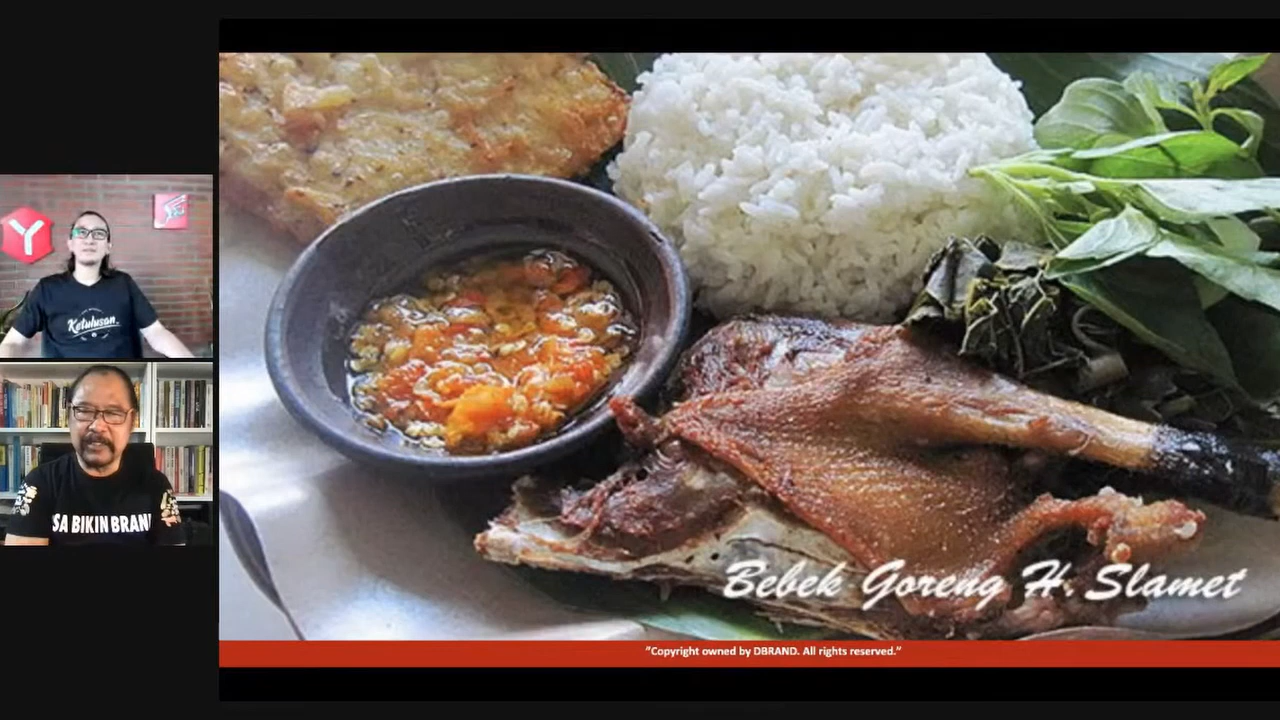 Y
Ketulusan.
SA BIKIN BRAN
Bebek Goreng H. Slamet
“Copyright owned by DBRAND. All rights reserved.”